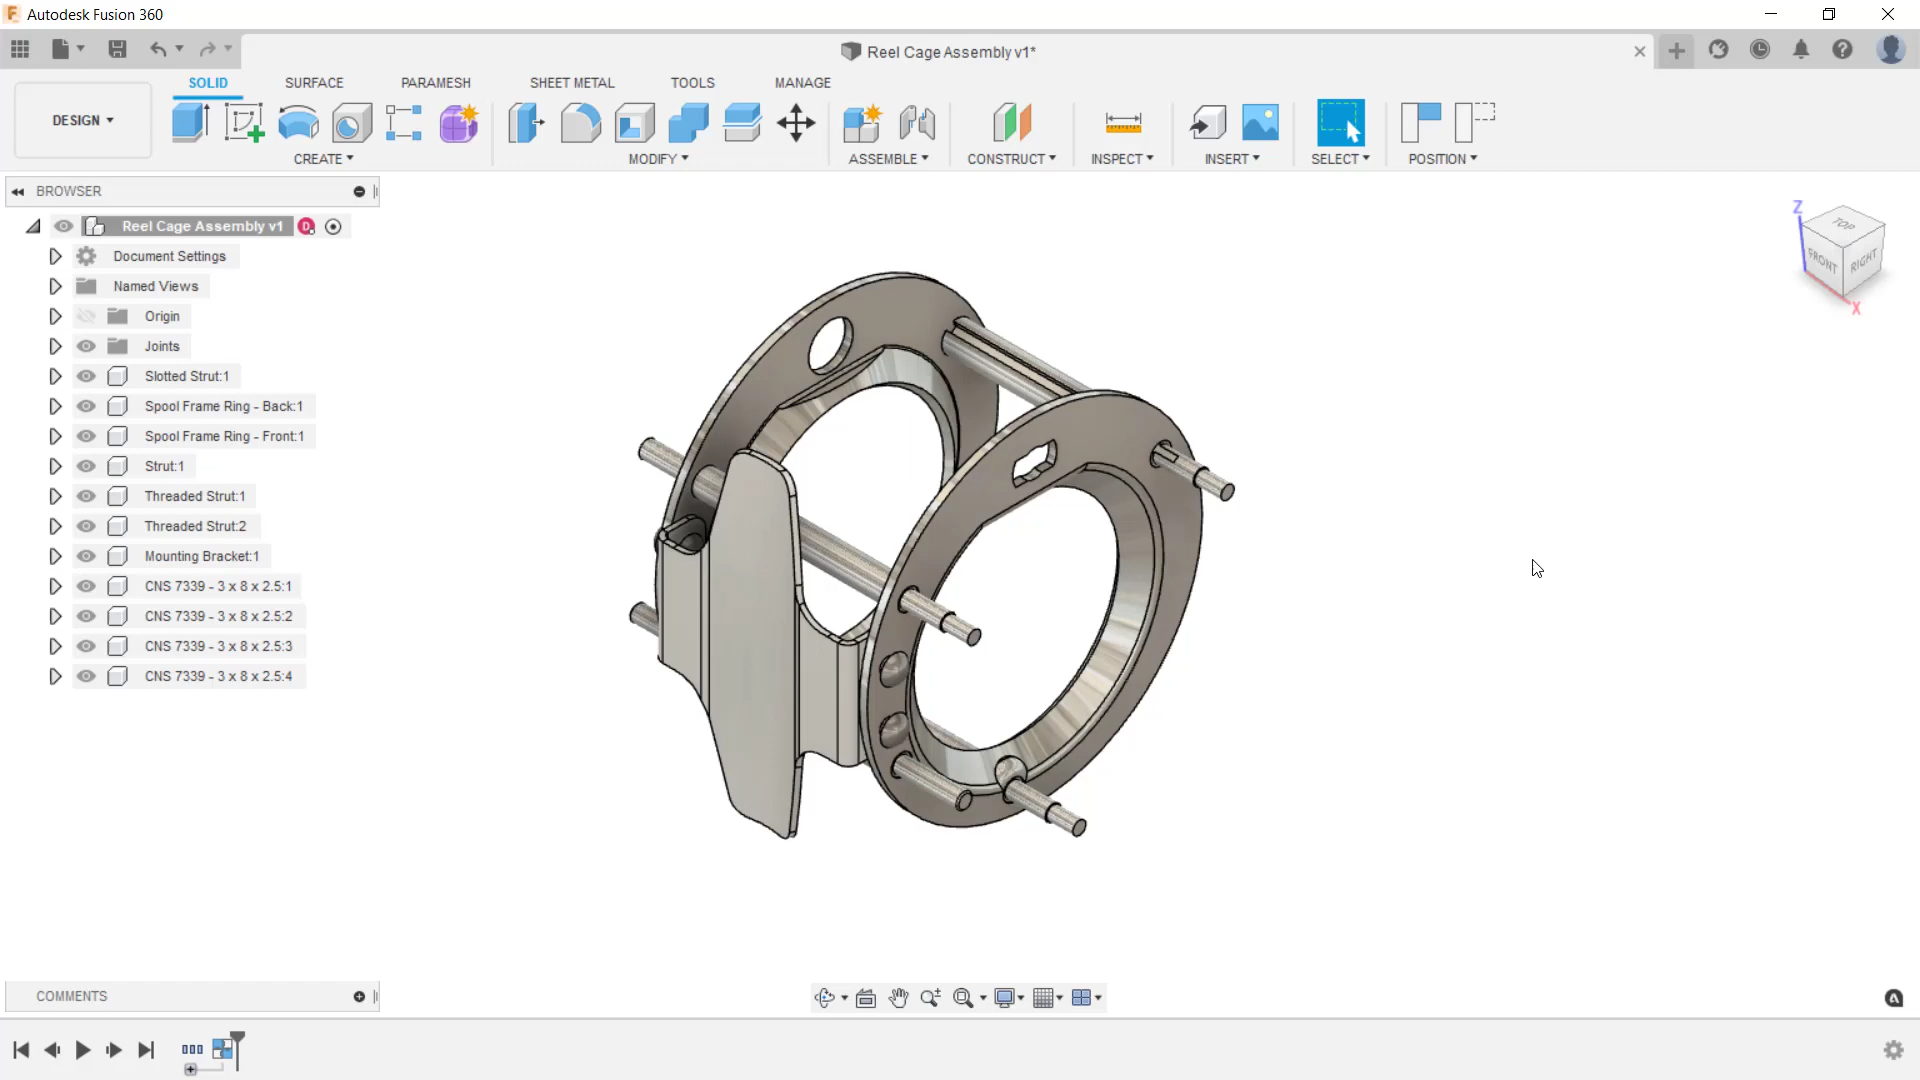 Autodesk Fusion 360
Reel Cage Assembly v1*
SOLID SURFACE PARAMESH SHEET METAL TOOLS MANAGE
DESIGN
CREATE MODIFY ASSEMBLE CONSTRUCT INSPECT INSERT SELECT POSITION
BROWSER
Reel Cage Assembly v1
Document Settings
Named Views
Origin
Joints
Slotted Strut:1
Spool Frame Ring - Back:1
Spool Frame Ring - Front:1
Strut:1
Threaded Strut:1
Threaded Strut:2
Mounting Bracket:1
CNS 7339 - 3 x 8 x 2.5:1
CNS 7339 - 3 x 8 x 2.5:2
CNS 7339 - 3 x 8 x 2.5:3
CNS 7339 - 3 x 8 x 2.5:4
Z
TOP
FRONT
RIGHT
X
COMMENTS